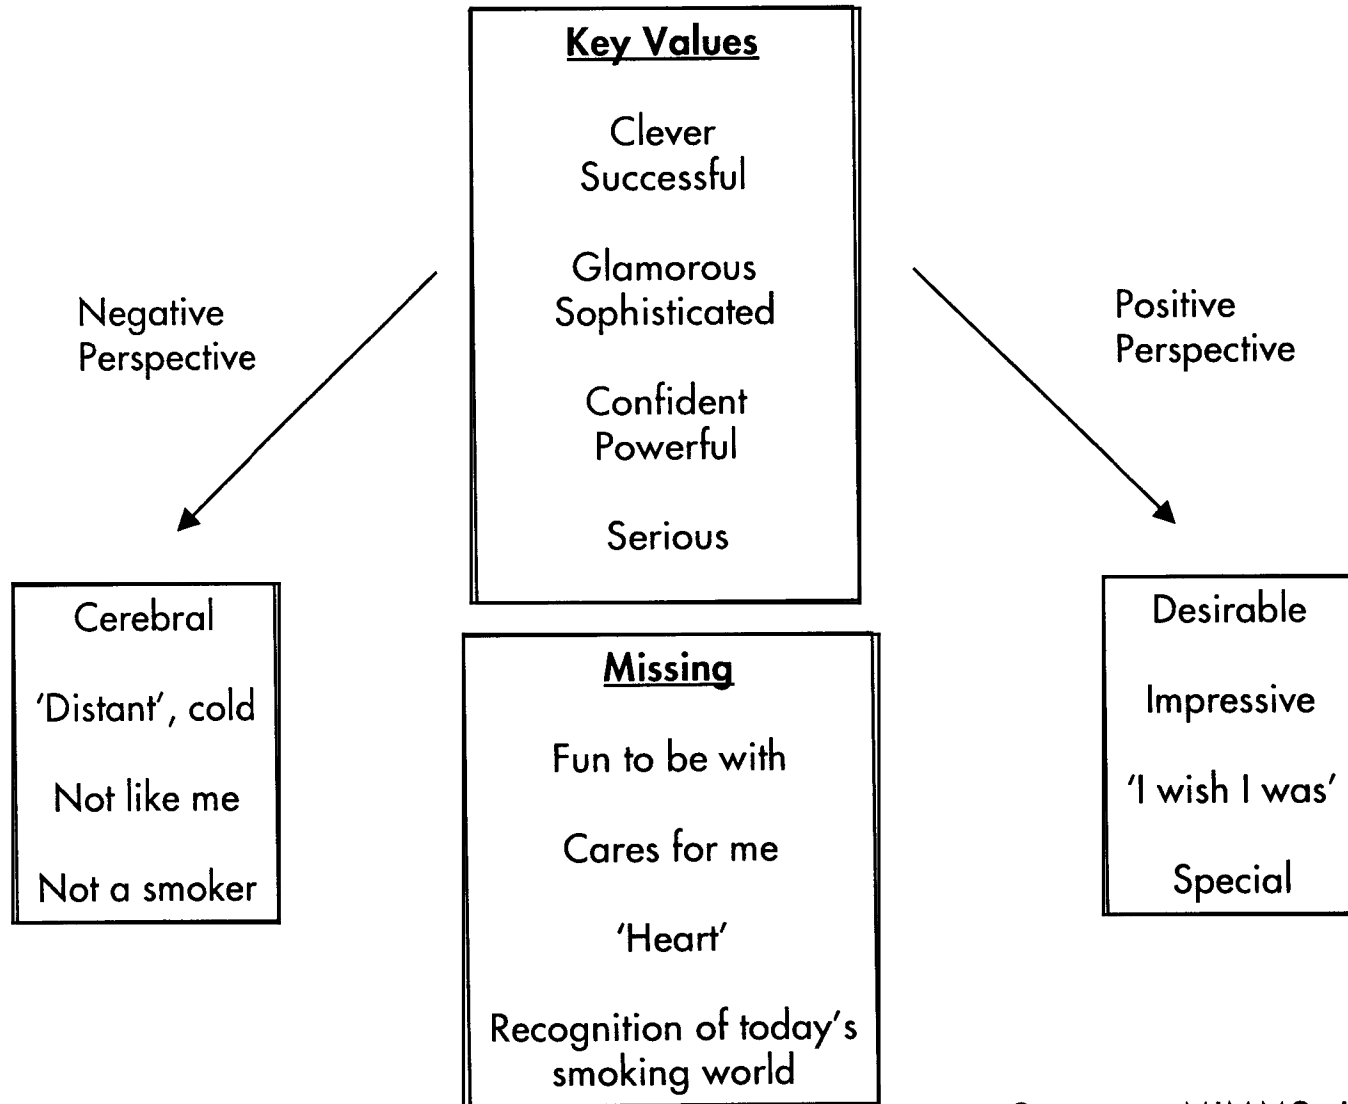 Key Values
Clever
Successful
Glamorous
Sophisticated
Confident
Powerful
Serious
Negative
Perspective
Positive
Perspective
Cerebral
'Distant', cold
Not like me
Not a smoker
Missing
Fun to be with
Cares for me
'Heart'
Recognition of today's
smoking world
Desirable
Impressive
'I wish I was'
Special